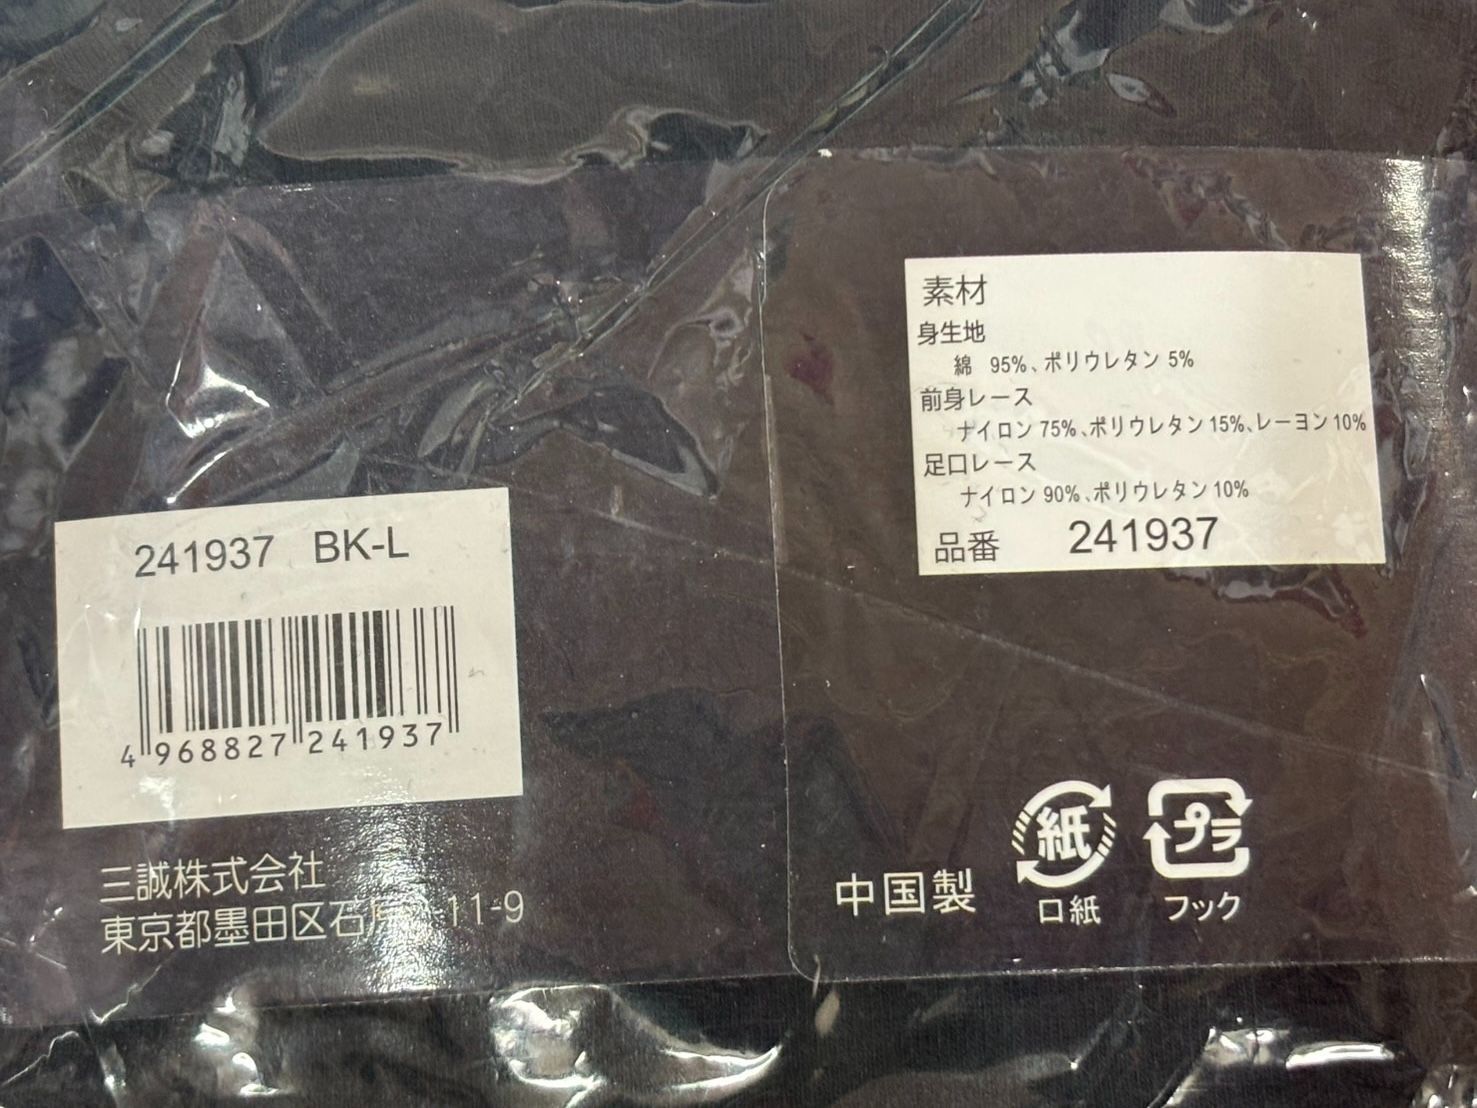 241937 BK-L
4 968827 241937
三誠株式会社
東京都墨田区石原 11-9
素材
身生地
綿 95%、ポリウレタン 5%
前身レース
ナイロン 75%、ポリウレタン 15%、レーヨン 10%
足口レース
ナイロン 90%、ポリウレタン 10%
品番 241937
中国製
紙
口紙
プラ
フック